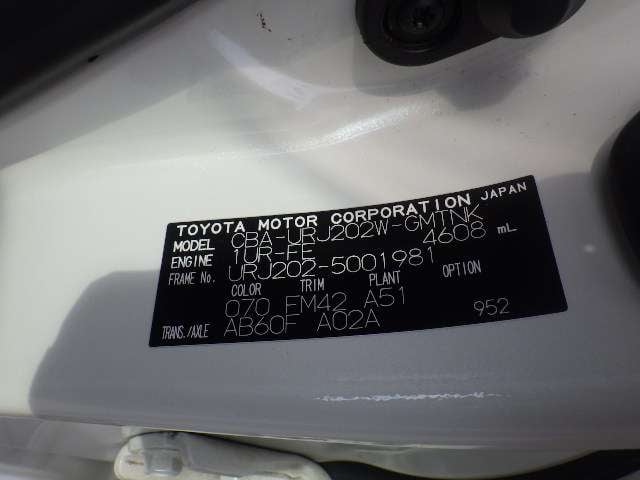 TOYOTA MOTOR CORPORATION JAPAN
MODEL CBA-URJ202W-GMTNK
ENGINE 1UR-FE 4608 mL
FRAME No. URJ202-5001981
COLOR TRIM PLANT OPTION
070 FM42 A51
TRANS./AXLE AB60F A02A 952